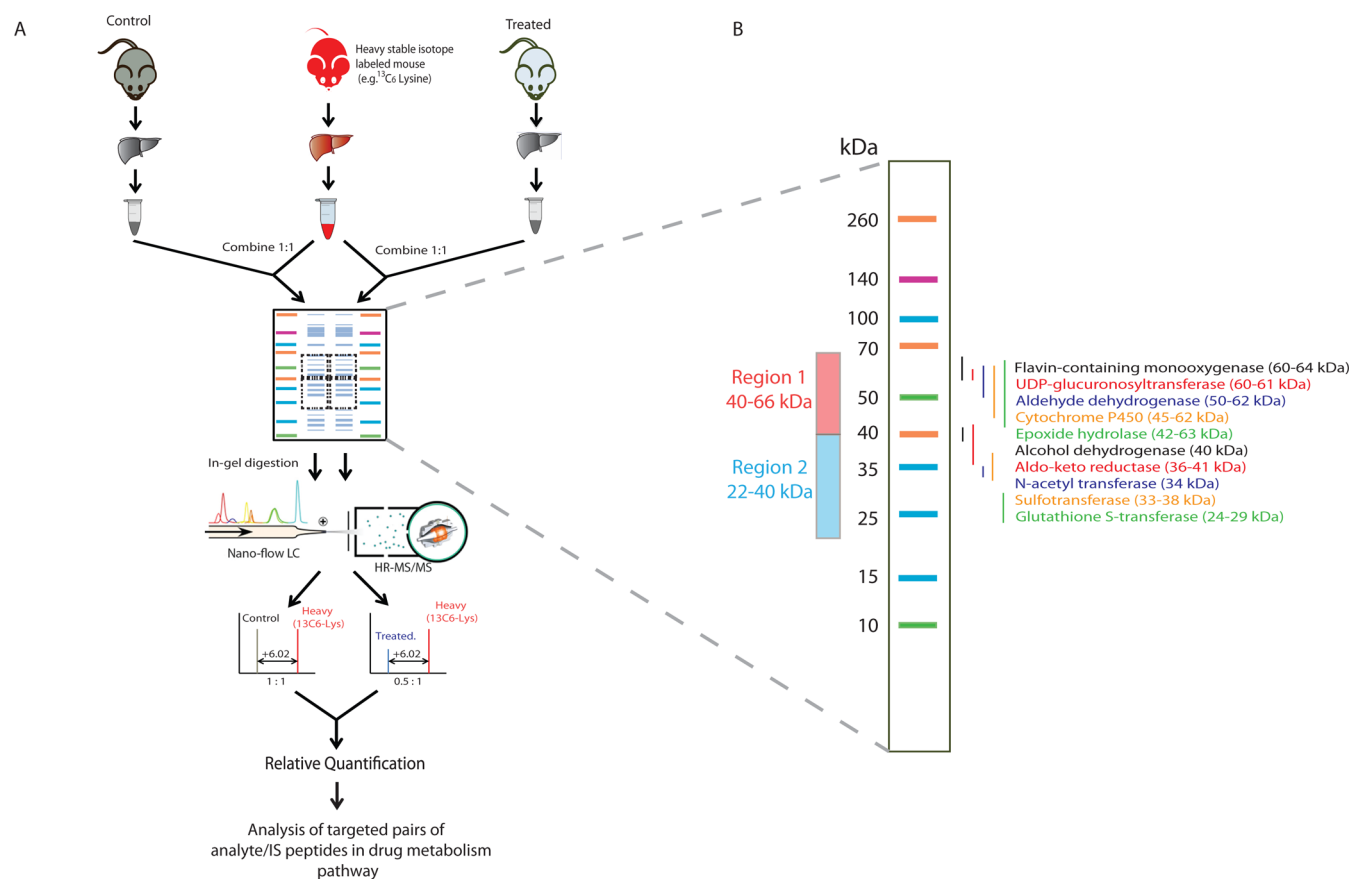 A
Control
Heavy stable isotope
labeled mouse
(e.g.¹³C6 Lysine)
Treated
Combine 1:1
Combine 1:1
In-gel digestion
Nano-flow LC
HR-MS/MS
Control
Heavy
(13C6-Lys)
+6.02
1 : 1
Heavy
(13C6-Lys)
Treated.
+6.02
0.5 : 1
Relative Quantification
Analysis of targeted pairs of
analyte/IS peptides in drug metabolism
pathway
B
kDa
260
140
100
70
50
40
35
25
15
10
Region 1
40-66 kDa
Region 2
22-40 kDa
Flavin-containing monooxygenase (60-64 kDa)
UDP-glucuronosyltransferase (60-61 kDa)
Aldehyde dehydrogenase (50-62 kDa)
Cytochrome P450 (45-62 kDa)
Epoxide hydrolase (42-63 kDa)
Alcohol dehydrogenase (40 kDa)
Aldo-keto reductase (36-41 kDa)
N-acetyl transferase (34 kDa)
Sulfotransferase (33-38 kDa)
Glutathione S-transferase (24-29 kDa)